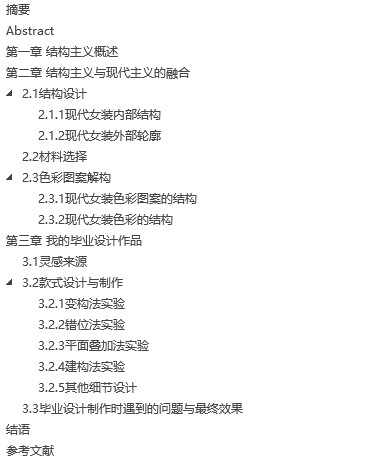 摘要
Abstract
第一章 结构主义概述
第二章 结构主义与现代主义的融合
2.1结构设计
2.1.1现代女装内部结构
2.1.2现代女装外部轮廓
2.2材料选择
2.3色彩图案解构
2.3.1现代女装色彩图案的结构
2.3.2现代女装色彩的结构
第三章 我的毕业设计作品
3.1灵感来源
3.2款式设计与制作
3.2.1变构法实验
3.2.2错位法实验
3.2.3平面叠加法实验
3.2.4建构法实验
3.2.5其他细节设计
3.3毕业设计制作时遇到的问题与最终效果
结语
参考文献